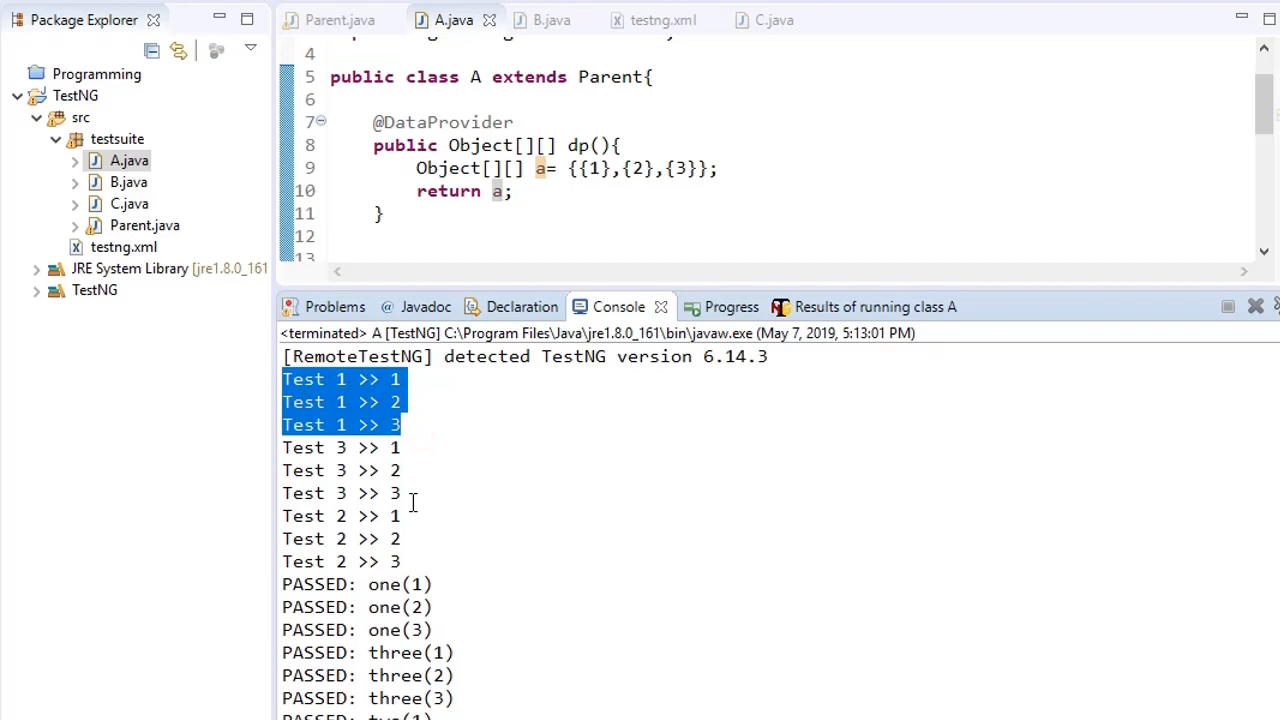 Package Explorer
Programming
TestNG
src
testsuite
A.java
B.java
C.java
Parent.java
testng.xml
JRE System Library [jre1.8.0_161
TestNG
Parent.java
A.java
B.java
testng.xml
C.java
4
5 public class A extends Parent{
6
7 @DataProvider
8 public Object[][] dp(){
9 Object[][] a= {{1},{2},{3}};
10 return a;
11 }
12
13
Problems
@ Javadoc
Declaration
Console
Progress
Results of running class A
<terminated> A [TestNG] C:\Program Files\Java\jre1.8.0_161\bin\javaw.exe (May 7, 2019, 5:13:01 PM)
[RemoteTestNG] detected TestNG version 6.14.3
Test 1 >> 1
Test 1 >> 2
Test 1 >> 3
Test 3 >> 1
Test 3 >> 2
Test 3 >> 3
Test 2 >> 1
Test 2 >> 2
Test 2 >> 3
PASSED: one(1)
PASSED: one(2)
PASSED: one(3)
PASSED: three(1)
PASSED: three(2)
PASSED: three(3)
PASSED: two(1)